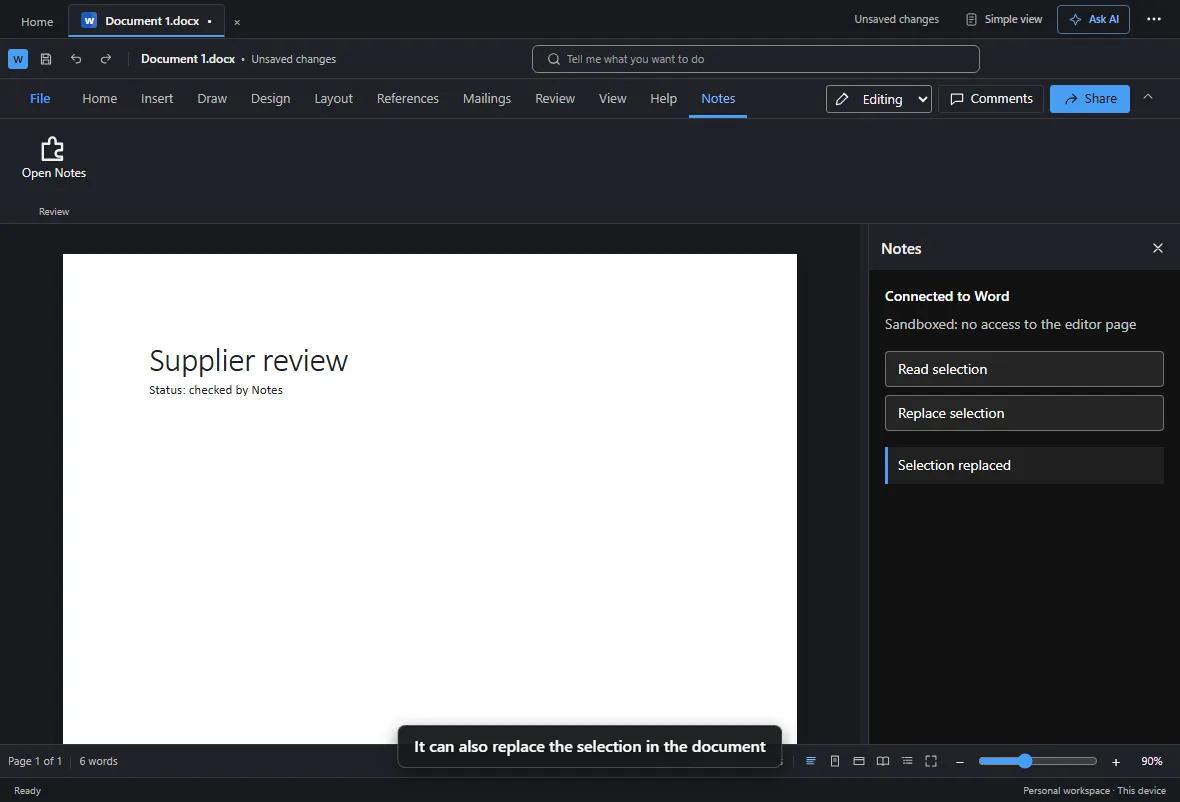 Home
W Document 1.docx • ×
Unsaved changes
Simple view
Ask AI
W
Document 1.docx • Unsaved changes
Tell me what you want to do
File Home Insert Draw Design Layout References Mailings Review View Help Notes
Editing
Comments
Share
Open Notes
Review
Notes
Connected to Word
Sandboxed: no access to the editor page
Read selection
Replace selection
Selection replaced
Supplier review
Status: checked by Notes
It can also replace the selection in the document
Page 1 of 1 6 words
90%
Ready
Personal workspace · This device